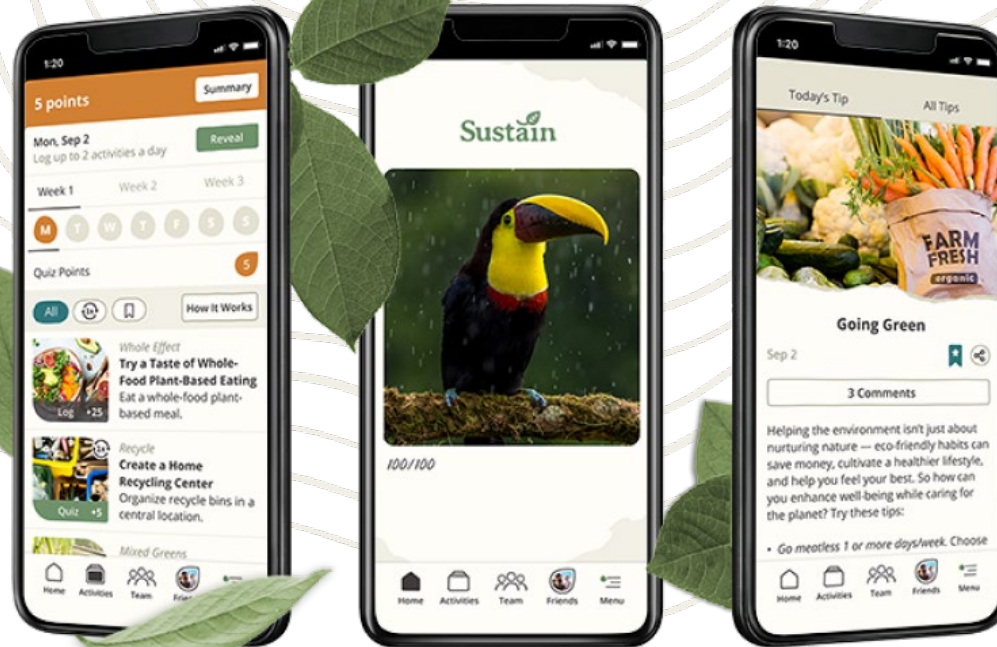 1:20
5 points
Summary
Mon, Sep 2
Log up to 2 activities a day
Reveal
Week 1
Week 2
Week 3
M T W T F S S
Quiz Points
5
All
1x
How It Works
Whole Effect
Try a Taste of Whole-
Food Plant-Based Eating
Eat a whole-food plant-
based meal.
Log +25
Recycle
Create a Home
Recycling Center
Organize recycle bins in a
central location.
Quiz +5
Mixed Greens
Home
Activities
Team
Sustain
100/100
Home
Activities
Team
Friends
Menu
1:20
Today's Tip
All Tips
FARM
FRESH
organic
Going Green
Sep 2
3 Comments
Helping the environment isn't just about
nurturing nature — eco-friendly habits can
save money, cultivate a healthier lifestyle,
and help you feel your best. So how can
you enhance well-being while caring for
the planet? Try these tips:
• Go meatless 1 or more days/week. Choose
Home
Activities
Team
Friends
Menu